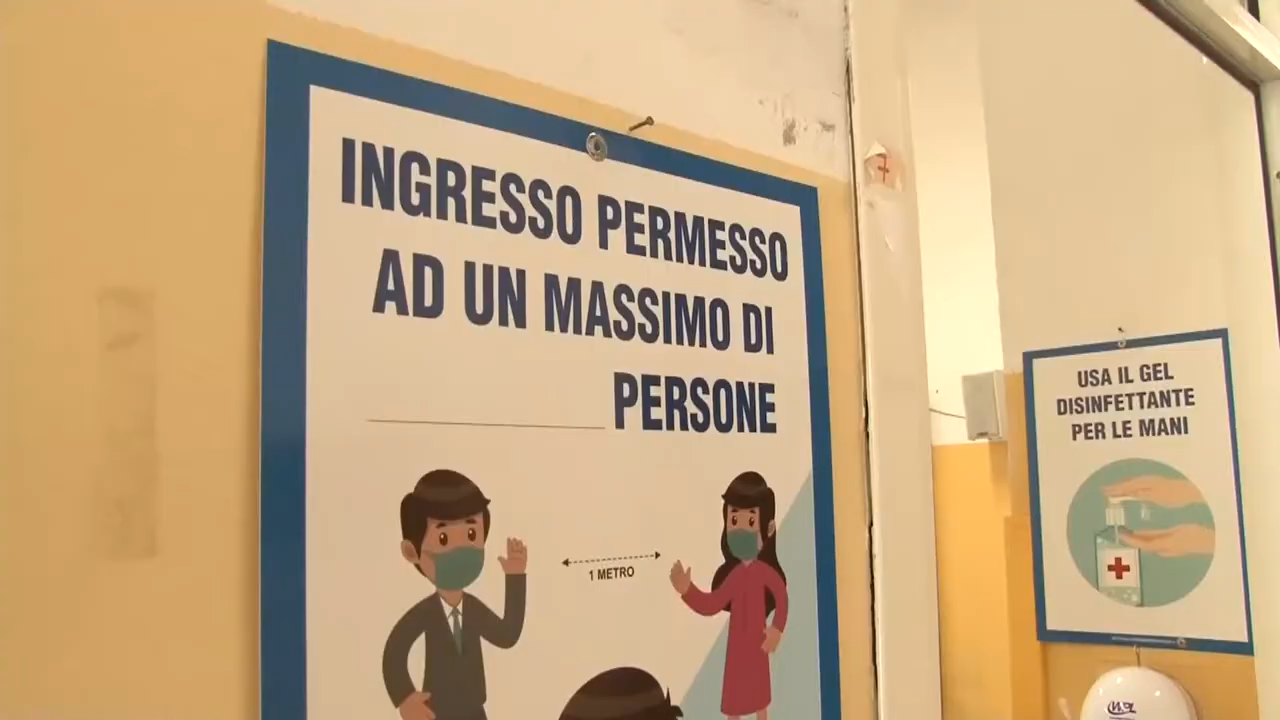 INGRESSO PERMESSO
AD UN MASSIMO DI
PERSONE
1 METRO
USA IL GEL
DISINFETTANTE
PER LE MANI